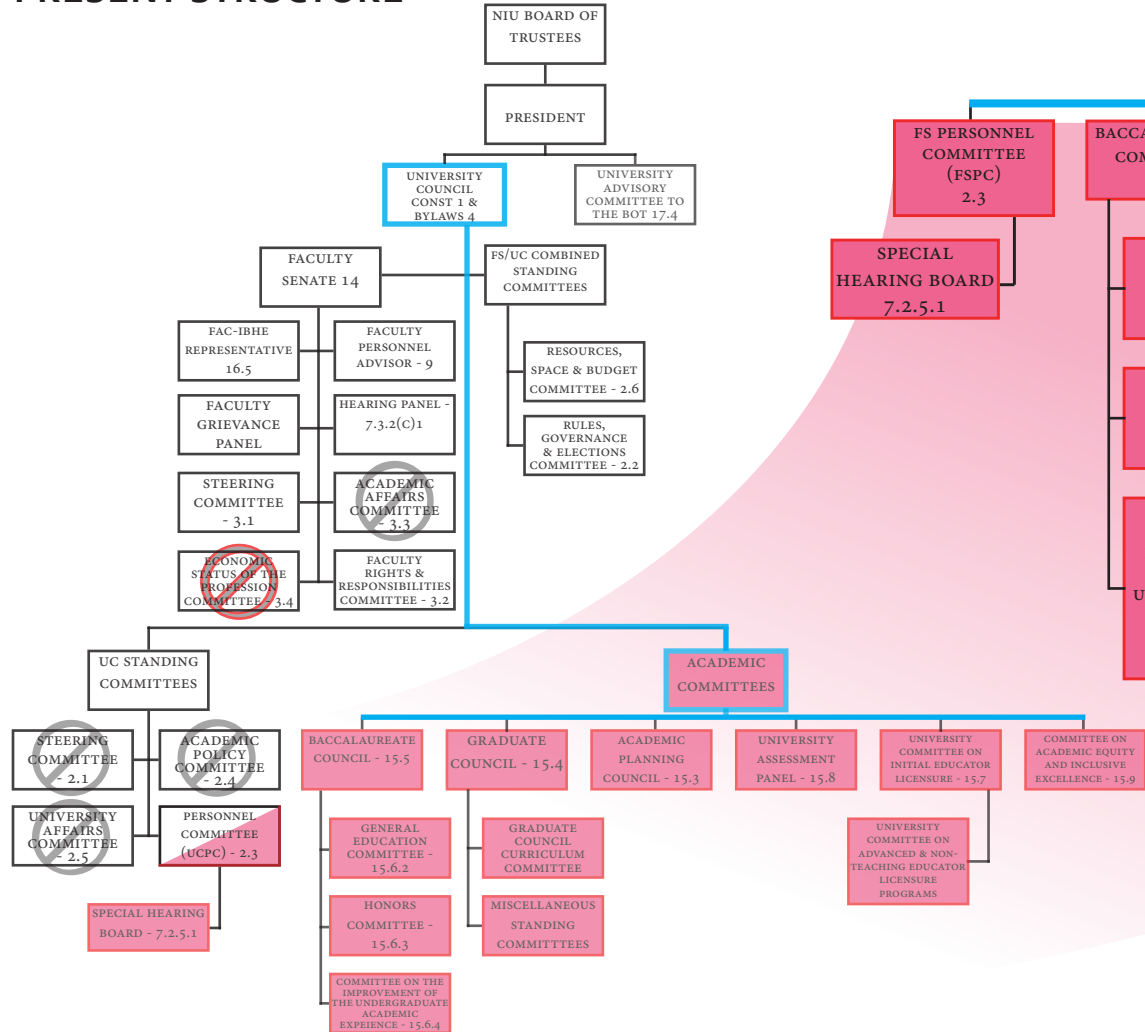 PRESENT STRUCTURE
NIU BOARD OF
TRUSTEES
PRESIDENT
UNIVERSITY
COUNCIL
CONST 1 &
BYLAWS 4
UNIVERSITY
ADVISORY
COMMITTEE TO
THE BOT 17.4
FACULTY
SENATE 14
FS/UC COMBINED
STANDING
COMMITTEES
FAC-IBHE
REPRESENTATIVE
16.5
FACULTY
PERSONNEL
ADVISOR - 9
FACULTY
GRIEVANCE
PANEL
HEARING PANEL -
7.3.2(C)1
STEERING
COMMITTEE
- 3.1
ACADEMIC
AFFAIRS
COMMITTEE
- 3.3
ECONOMIC
STATUS OF THE
PROFESSION
COMMITTEE - 3.4
FACULTY
RIGHTS &
RESPONSIBILITIES
COMMITTEE - 3.2
RESOURCES,
SPACE & BUDGET
COMMITTEE - 2.6
RULES,
GOVERNANCE
& ELECTIONS
COMMITTEE - 2.2
FS PERSONNEL
COMMITTEE
(FSPC)
2.3
SPECIAL
HEARING BOARD
7.2.5.1
BACCA
COM
U
UC STANDING
COMMITTEES
STEERING
COMMITTEE
- 2.1
ACADEMIC
POLICY
COMMITTEE
- 2.4
UNIVERSITY
AFFAIRS
COMMITTEE
- 2.5
PERSONNEL
COMMITTEE
(UCPC) - 2.3
SPECIAL HEARING
BOARD - 7.2.5.1
ACADEMIC
COMMITTEES
BACCALAUREATE
COUNCIL - 15.5
GRADUATE
COUNCIL - 15.4
ACADEMIC
PLANNING
COUNCIL - 15.3
UNIVERSITY
ASSESSMENT
PANEL - 15.8
UNIVERSITY
COMMITTEE ON
INITIAL EDUCATOR
LICENSURE - 15.7
COMMITTEE ON
ACADEMIC EQUITY
AND INCLUSIVE
EXCELLENCE - 15.9
GENERAL
EDUCATION
COMMITTEE -
15.6.2
HONORS
COMMITTEE -
15.6.3
COMMITTEE ON THE
IMPROVEMENT OF
THE UNDERGRADUATE
ACADEMIC
EXPEIENCE - 15.6.4
GRADUATE
COUNCIL
CURRICULUM
COMMITTEE
MISCELLANEOUS
STANDING
COMMITTTEES
UNIVERSITY
COMMITTEE ON
ADVANCED & NON-
TEACHING EDUCATOR
LICENSURE
PROGRAMS